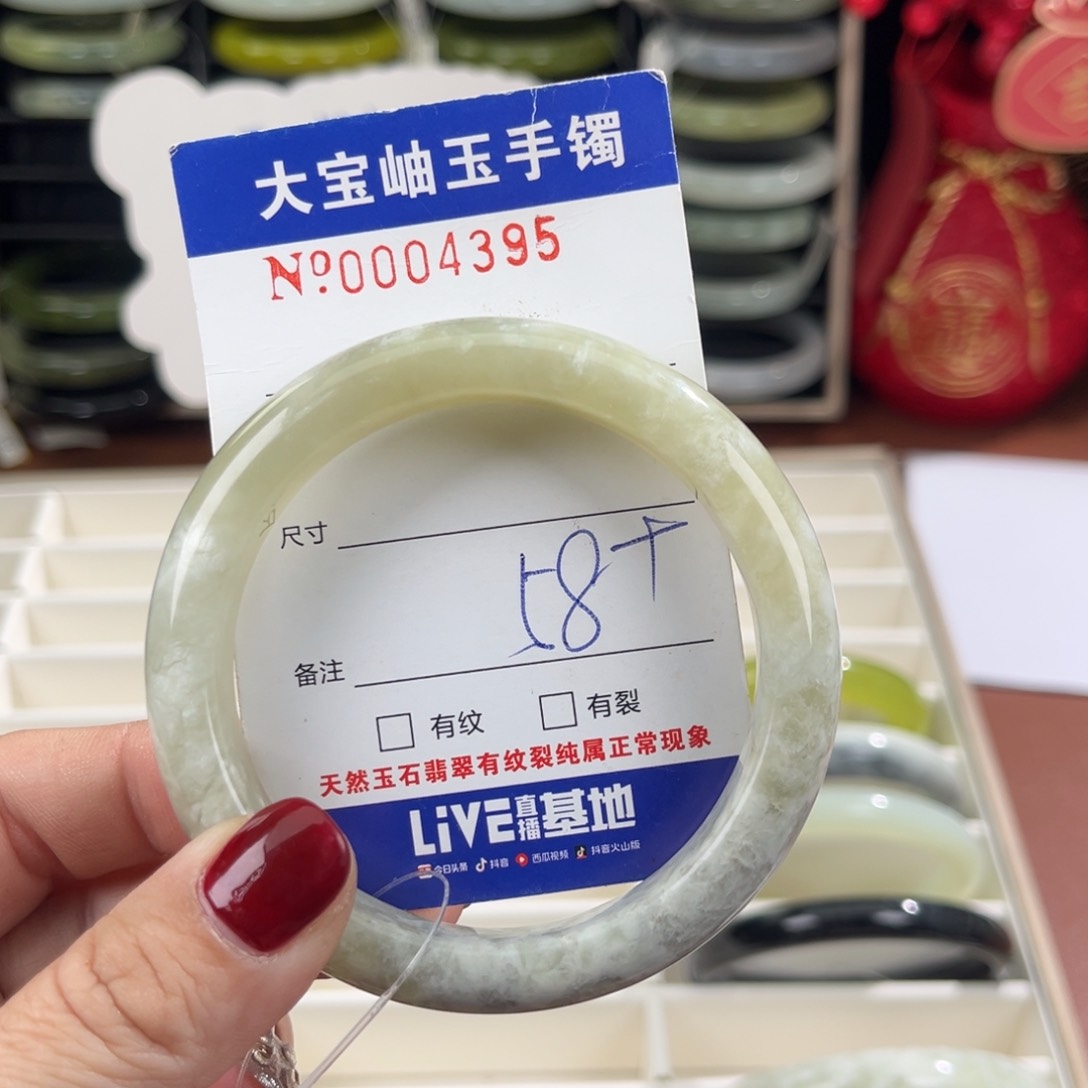 大宝岫玉手镯
Nº:0004395
尺寸
58+
备注
□ 有纹 □ 有裂
天然玉石翡翠有纹裂纯属正常现象
LiVE直播基地
今日头条 抖音 西瓜视频 抖音火山版